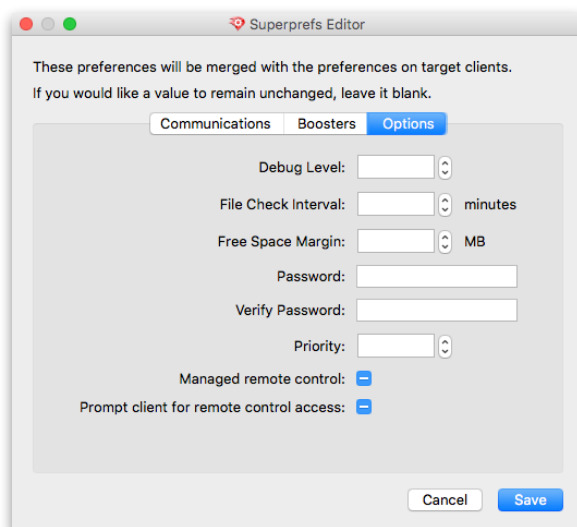 Superprefs Editor
These preferences will be merged with the preferences on target clients.
If you would like a value to remain unchanged, leave it blank.
Communications Boosters Options
Debug Level:
File Check Interval: minutes
Free Space Margin: MB
Password:
Verify Password:
Priority:
Managed remote control:
Prompt client for remote control access:
Cancel Save